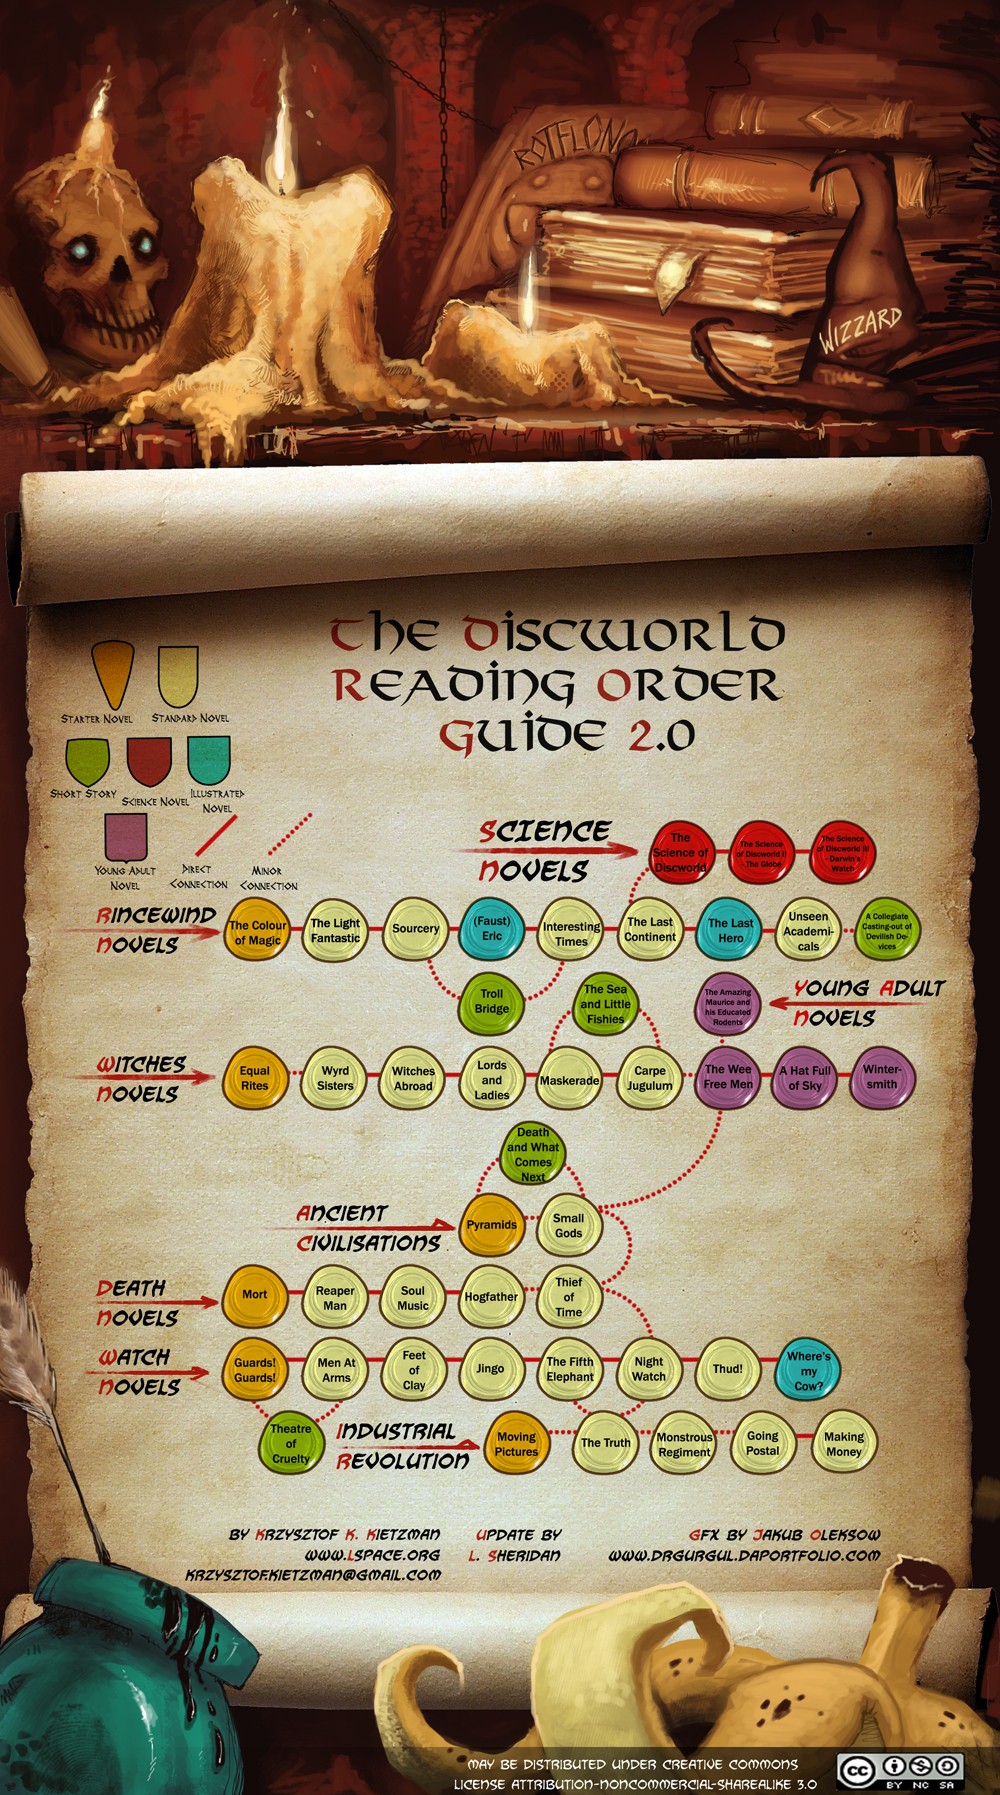 ROTFLONO
WIZZARD
The Discworld
Reading Order
Guide 2.0
Starter Novel
Standard Novel
Short Story
Science Novel
Illustrated
Novel
Young Adult
Novel
Direct
Connection
Minor
Connection
Science
Novels
The
Science of
Discworld
The Science
of Discworld II
- The Globe
The Science
of Discworld III
- Darwin's
Watch
Rincewind
Novels
The Colour
of Magic
The Light
Fantastic
Sourcery
(Faust)
Eric
Interesting
Times
The Last
Continent
The Last
Hero
Unseen
Academi-
cals
A Collegiate
Casting-out of
Devilish De-
vices
Troll
Bridge
The Sea
and Little
Fishies
The Amazing
Maurice and
his Educated
Rodents
Young Adult
Novels
Witches
Novels
Equal
Rites
Wyrd
Sisters
Witches
Abroad
Lords
and
Ladies
Maskerade
Carpe
Jugulum
The Wee
Free Men
A Hat Full
of Sky
Winter-
smith
Death
and What
Comes
Next
Ancient
Civilisations
Pyramids
Small
Gods
Death
Novels
Mort
Reaper
Man
Soul
Music
Hogfather
Thief
of
Time
Watch
Novels
Guards!
Guards!
Men At
Arms
Feet
of
Clay
Jingo
The Fifth
Elephant
Night
Watch
Thud!
Where's
my
Cow?
Theatre
of
Cruelty
Industrial
Revolution
Moving
Pictures
The Truth
Monstrous
Regiment
Going
Postal
Making
Money
by Krzysztof K. Kietzman
www.Lspace.org
krzysztof.kietzman@gmail.com
Update by
L. Sheridan
GFX by Jakub Oleksow
www.drgurgul.daportfolio.com
May be distributed under Creative Commons
License Attribution-NonCommercial-ShareAlike 3.0
cc
BY NC SA